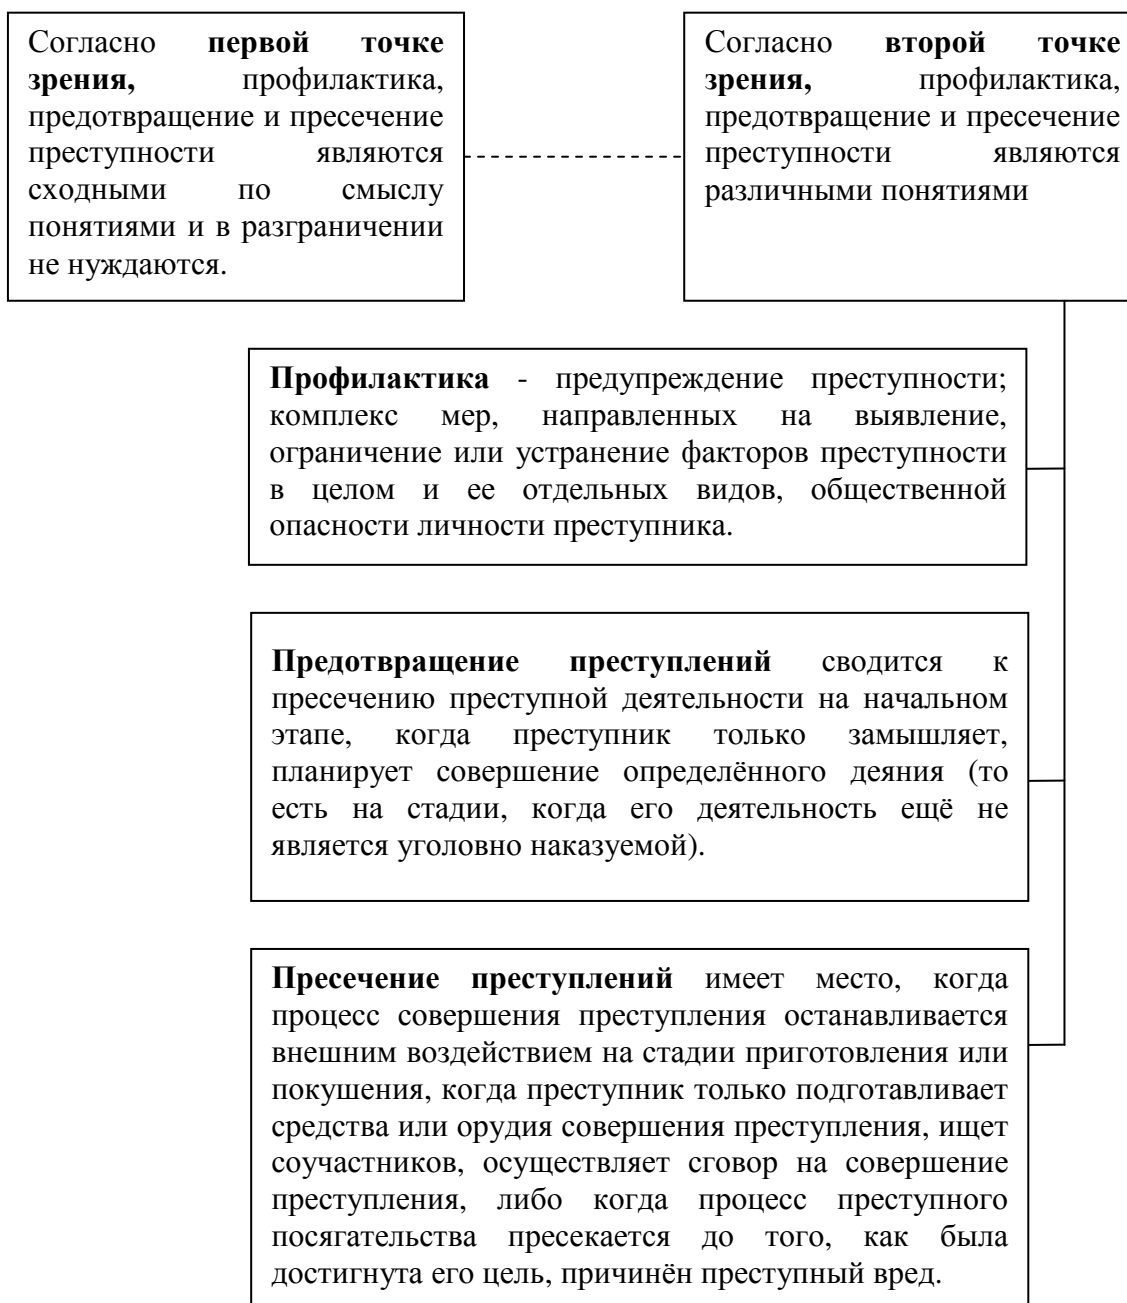 Согласно первой точке
зрения, профилактика,
предотвращение и пресечение
преступности являются
сходными по смыслу
понятиями и в разграничении
не нуждаются.
Согласно второй точке
зрения, профилактика,
предотвращение и пресечение
преступности являются
различными понятиями
Профилактика - предупреждение преступности;
комплекс мер, направленных на выявление,
ограничение или устранение факторов преступности
в целом и ее отдельных видов, общественной
опасности личности преступника.
Предотвращение преступлений сводится к
пресечению преступной деятельности на начальном
этапе, когда преступник только замышляет,
планирует совершение определённого деяния (то
есть на стадии, когда его деятельность ещё не
является уголовно наказуемой).
Пресечение преступлений имеет место, когда
процесс совершения преступления останавливается
внешним воздействием на стадии приготовления или
покушения, когда преступник только подготавливает
средства или орудия совершения преступления, ищет
соучастников, осуществляет сговор на совершение
преступления, либо когда процесс преступного
посягательства пресекается до того, как была
достигнута его цель, причинён преступный вред.